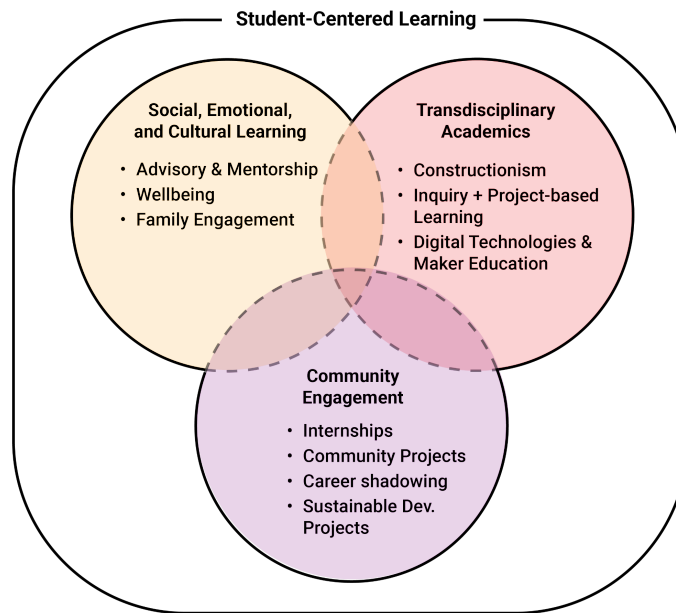 Student-Centered Learning
Social, Emotional,
and Cultural Learning
• Advisory & Mentorship
• Wellbeing
• Family Engagement
Transdisciplinary
Academics
• Constructionism
• Inquiry + Project-based
Learning
• Digital Technologies &
Maker Education
Community
Engagement
• Internships
• Community Projects
• Career shadowing
• Sustainable Dev.
Projects